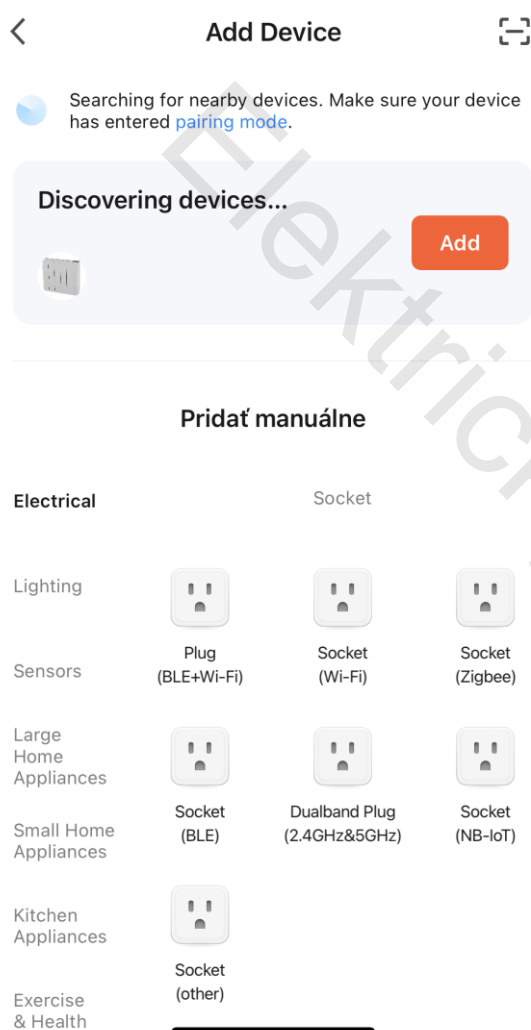 Add Device
Searching for nearby devices. Make sure your device
has entered pairing mode.
Discovering devices...
Add
Pridať manuálne
Electrical
Lighting
Sensors
Large
Home
Appliances
Small Home
Appliances
Kitchen
Appliances
Exercise
& Health
Socket
Plug
(BLE+Wi-Fi)
Socket
(Wi-Fi)
Socket
(Zigbee)
Socket
(BLE)
Dualband Plug
(2.4GHz&5GHz)
Socket
(NB-IoT)
Socket
(other)